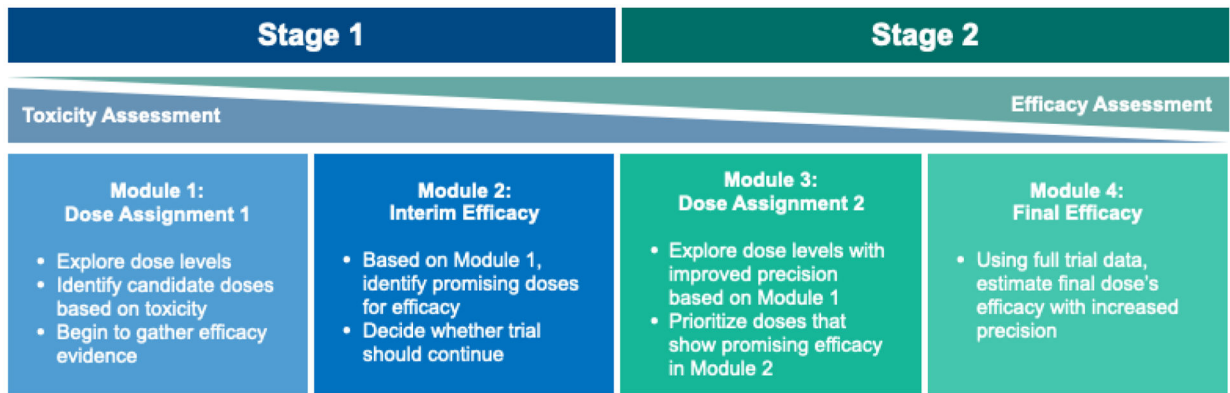 Stage 1
Stage 2
Toxicity Assessment
Efficacy Assessment
Module 1:
Dose Assignment 1
• Explore dose levels
• Identify candidate doses
based on toxicity
• Begin to gather efficacy
evidence
Module 2:
Interim Efficacy
• Based on Module 1,
identify promising doses
for efficacy
• Decide whether trial
should continue
Module 3:
Dose Assignment 2
• Explore dose levels with
improved precision
based on Module 1
• Prioritize doses that
show promising efficacy
in Module 2
Module 4:
Final Efficacy
• Using full trial data,
estimate final dose's
efficacy with increased
precision